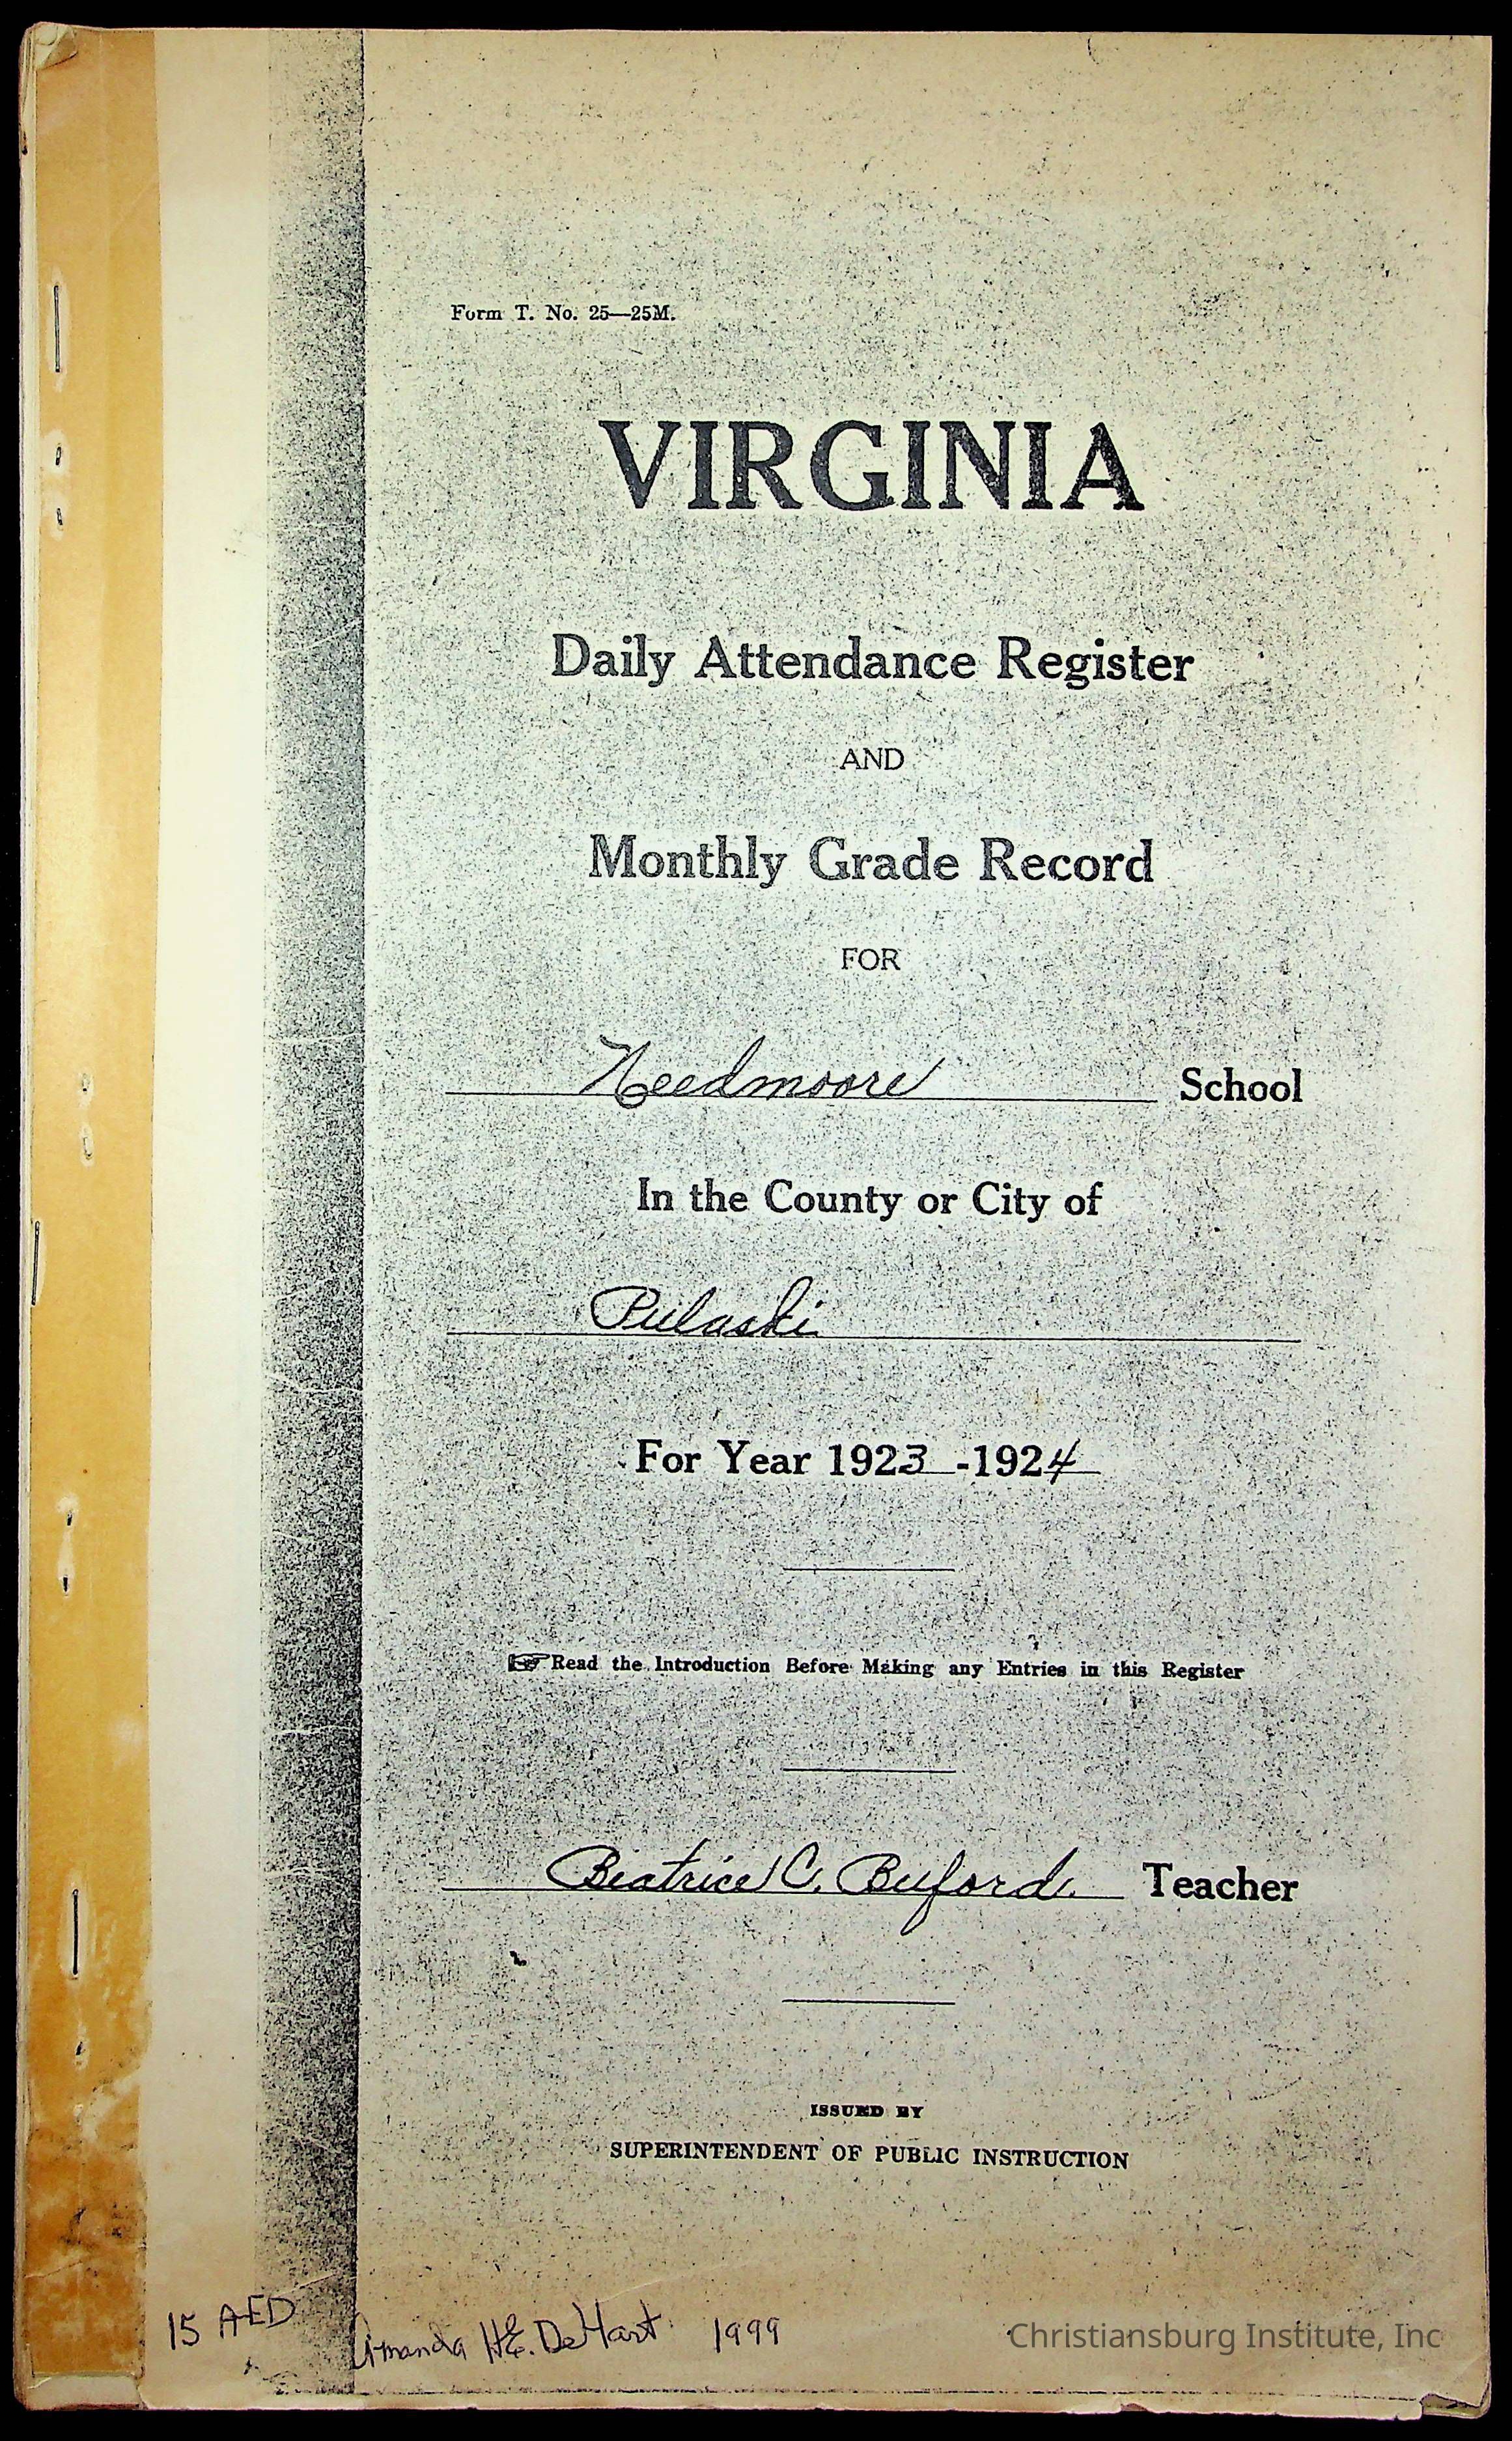 Form T. No. 25—25M.
VIRGINIA
Daily Attendance Register
AND
Monthly Grade Record
FOR
Needmoore School
In the County or City of
Pulaski
For Year 1923-1924
☞ Read the Introduction Before Making any Entries in this Register
Beatrice C. Buford. Teacher
ISSUED BY
SUPERINTENDENT OF PUBLIC INSTRUCTION
15 AED Amanda H.E. DeHart 1999
Christiansburg Institute, Inc